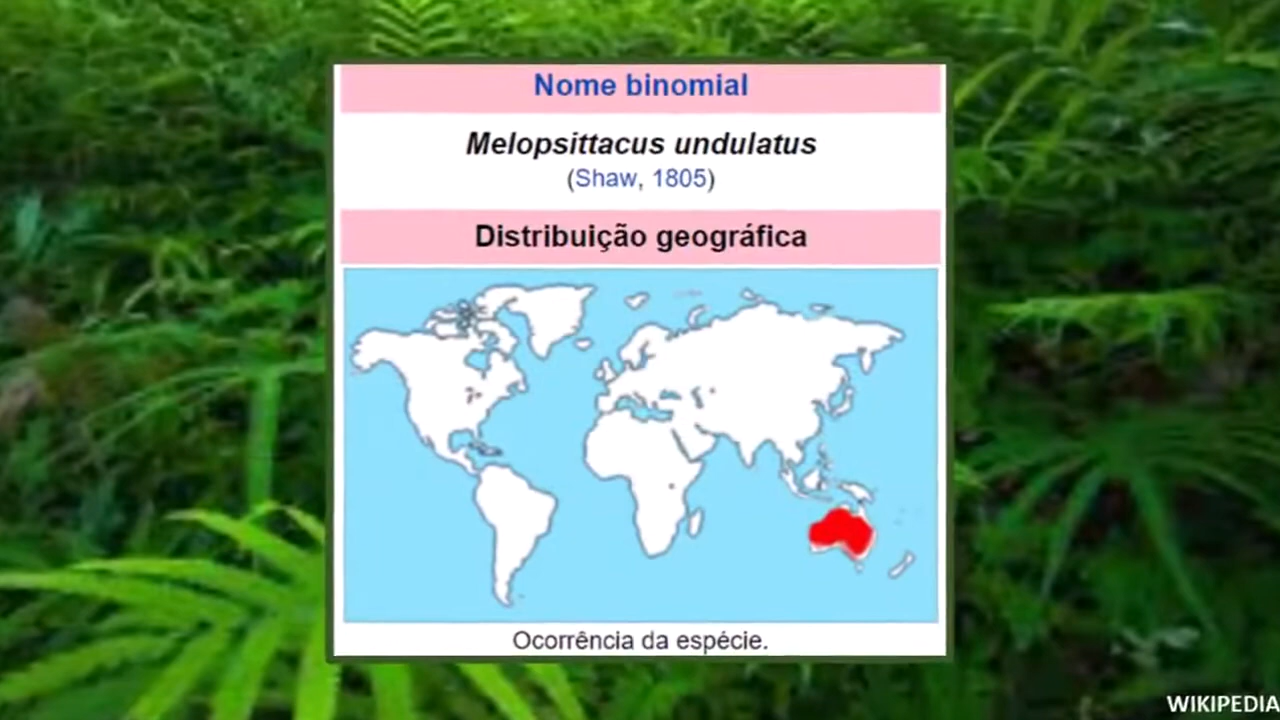 Nome binomial
Melopsittacus undulatus
(Shaw, 1805)
Distribuição geográfica
Ocorrência da espécie.
WIKIPEDIA